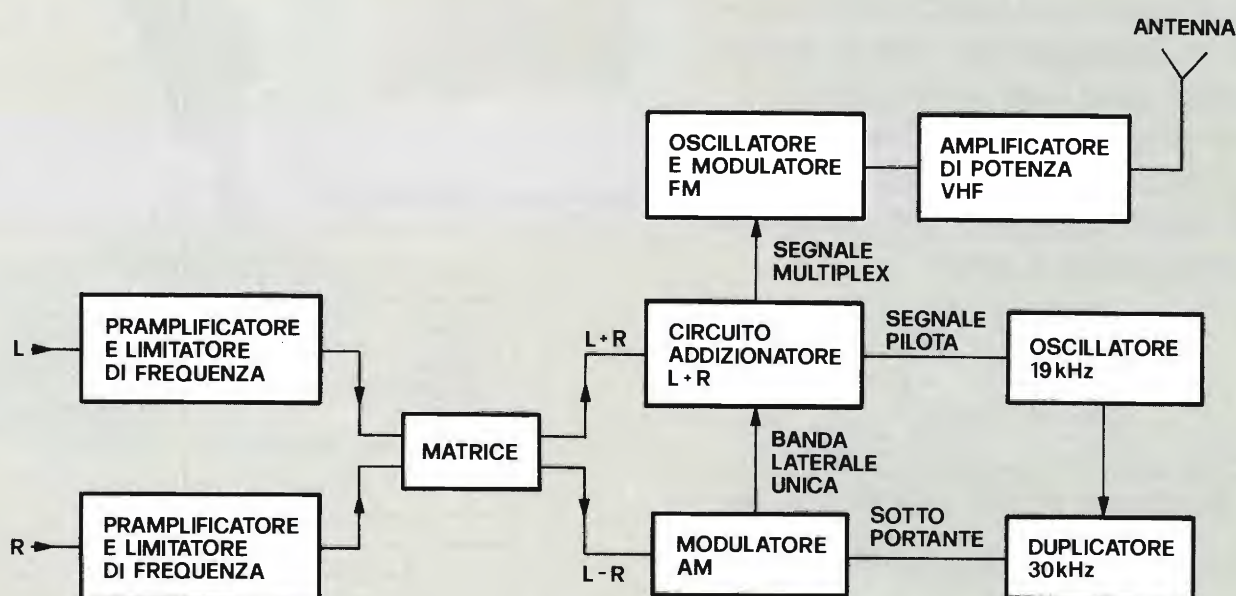 ANTENNA
OSCILLATORE
E MODULATORE
FM
AMPLIFICATORE
DI POTENZA
VHF
SEGNALE
MULTIPLEX
L
PRAMPLIFICATORE
E LIMITATORE
DI FREQUENZA
L+R
CIRCUITO
ADDIZIONATORE
L+R
SEGNALE
PILOTA
OSCILLATORE
19 kHz
MATRICE
BANDA
LATERALE
UNICA
R
PRAMPLIFICATORE
E LIMITATORE
DI FREQUENZA
L-R
MODULATORE
AM
SOTTO
PORTANTE
DUPLICATORE
30 kHz